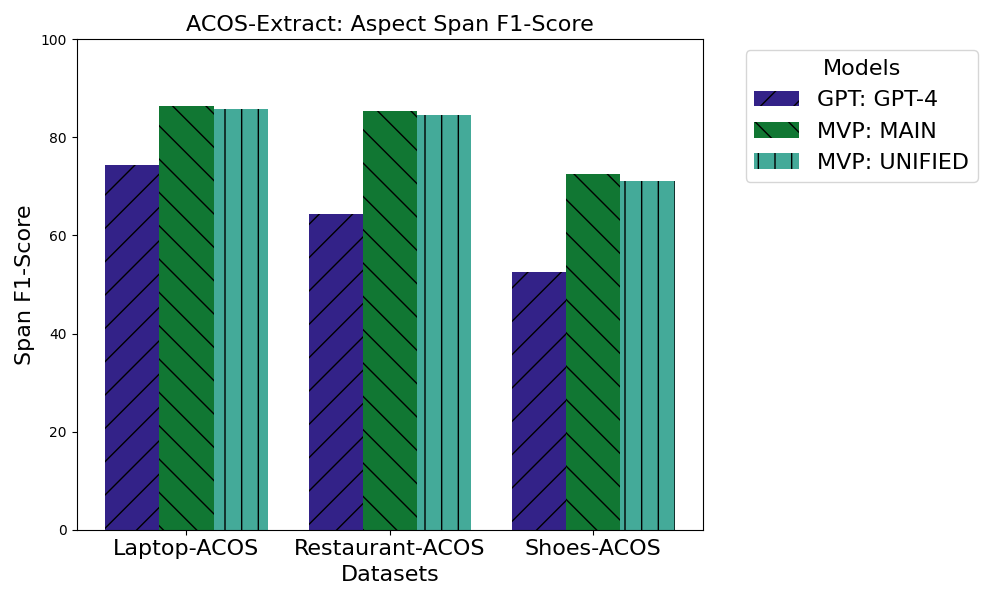 ACOS-Extract: Aspect Span F1-Score
100
80
60
40
20
0
Span F1-Score
Laptop-ACOS
Restaurant-ACOS
Shoes-ACOS
Datasets
Models
GPT: GPT-4
MVP: MAIN
MVP: UNIFIED